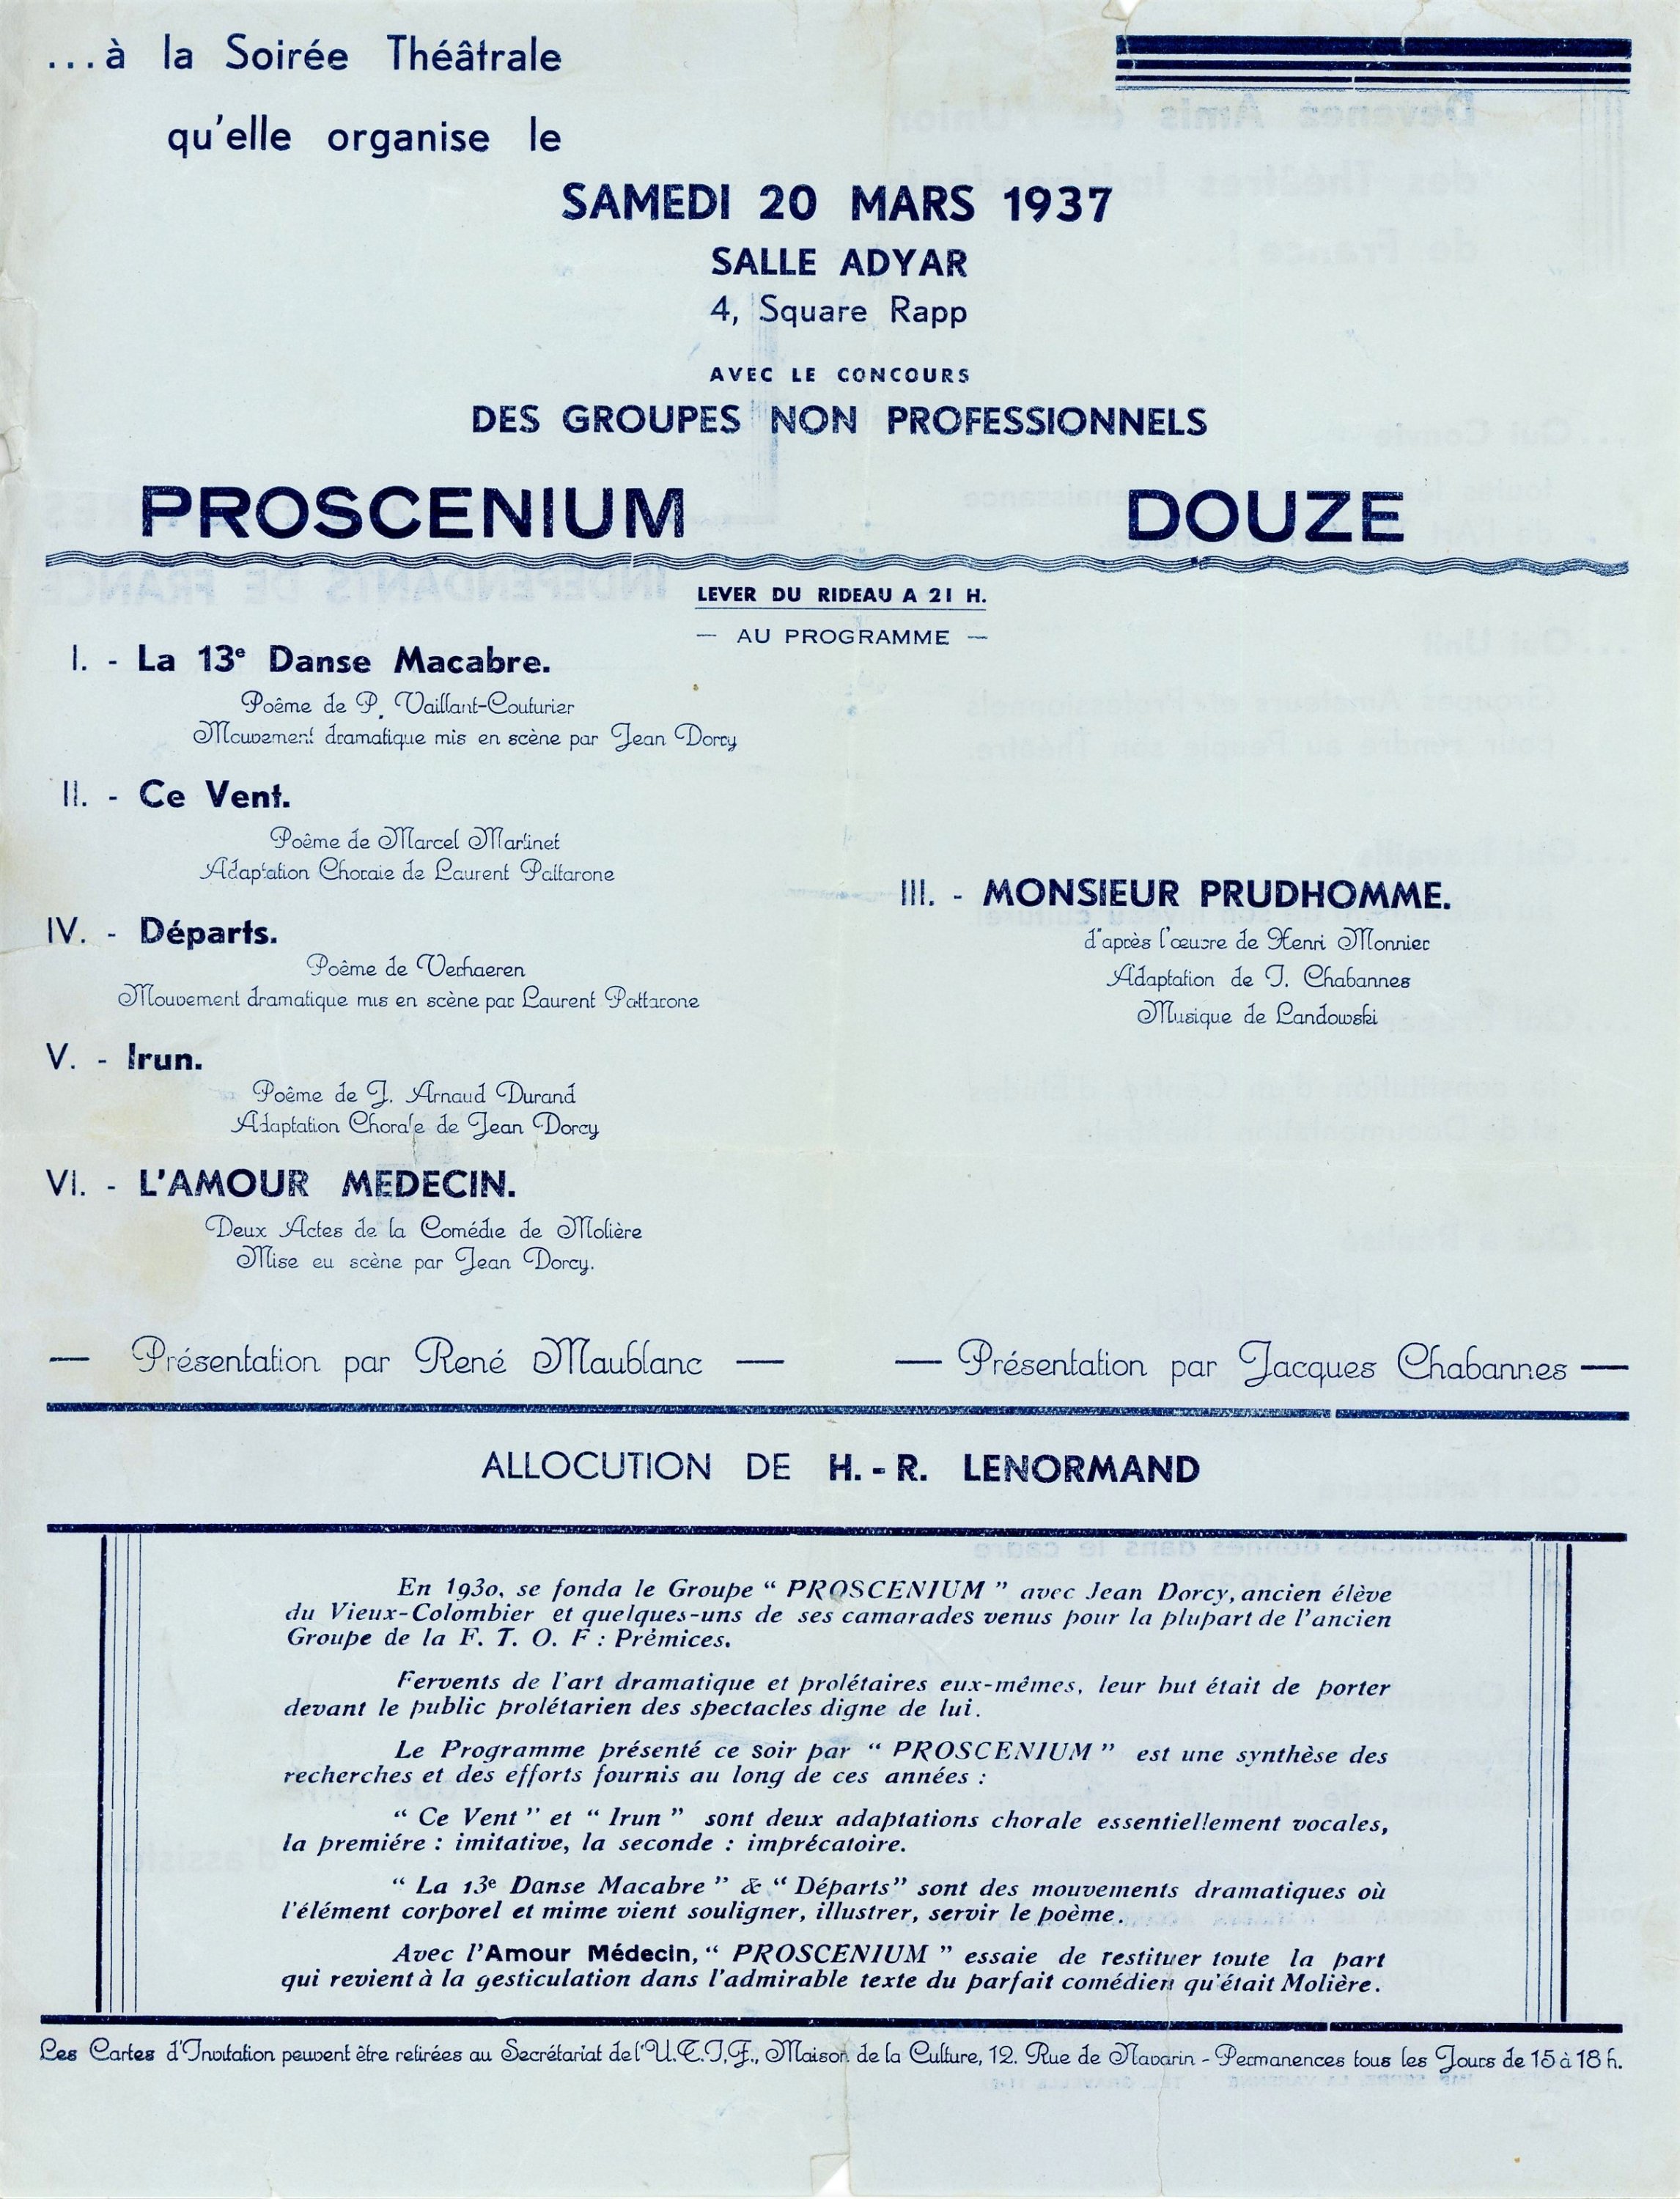 ...à la Soirée Théâtrale
qu'elle organise le
SAMEDI 20 MARS 1937
SALLE ADYAR
4, Square Rapp
AVEC LE CONCOURS
DES GROUPES NON PROFESSIONNELS
PROSCENIUM
DOUZE
LEVER DU RIDEAU A 21 H.
— AU PROGRAMME —
I. - La 13e Danse Macabre.
Poême de P. Vaillant-Couturier
Mouvement dramatique mis en scène par Jean Dorcy
II. - Ce Vent.
Poême de Marcel Martinet
Adaptation Chorale de Laurent Pattarone
IV. - Départs.
Poême de Verhaeren
Mouvement dramatique mis en scène par Laurent Pattarone
V. - Irun.
Poême de J. Arnaud Durand
Adaptation Chorale de Jean Dorcy
VI. - L'AMOUR MEDECIN.
Deux Actes de la Comédie de Molière
Mise eu scène par Jean Dorcy.
— Présentation par René Maublanc —
III. - MONSIEUR PRUDHOMME.
d'après l'œuvre de Henri Monnier
Adaptation de J. Chabannes
Musique de Landowski
— Présentation par Jacques Chabannes —
ALLOCUTION DE H.-R. LENORMAND
En 1930, se fonda le Groupe “ PROSCENIUM ” avec Jean Dorcy, ancien élève
du Vieux-Colombier et quelques-uns de ses camarades venus pour la plupart de l'ancien
Groupe de la F. T. O. F : Prémices.
Fervents de l'art dramatique et prolétaires eux-mêmes, leur but était de porter
devant le public prolétarien des spectacles digne de lui.
Le Programme présenté ce soir par “ PROSCENIUM ” est une synthèse des
recherches et des efforts fournis au long de ces années :
“ Ce Vent ” et “ Irun ” sont deux adaptations chorale essentiellement vocales,
la premiére : imitative, la seconde : imprécatoire.
“ La 13e Danse Macabre ” & “ Départs” sont des mouvements dramatiques où
l'élément corporel et mime vient souligner, illustrer, servir le poème.
Avec l'Amour Médecin, “ PROSCENIUM ” essaie de restituer toute la part
qui revient à la gesticulation dans l'admirable texte du parfait comédien qu'était Molière.
Les Cartes d'Invitation peuvent être retirées au Secrétariat de l'U.T.I.F., Maison de la Culture, 12. Rue de Navarin - Permanences tous les Jours de 15 à 18 h.